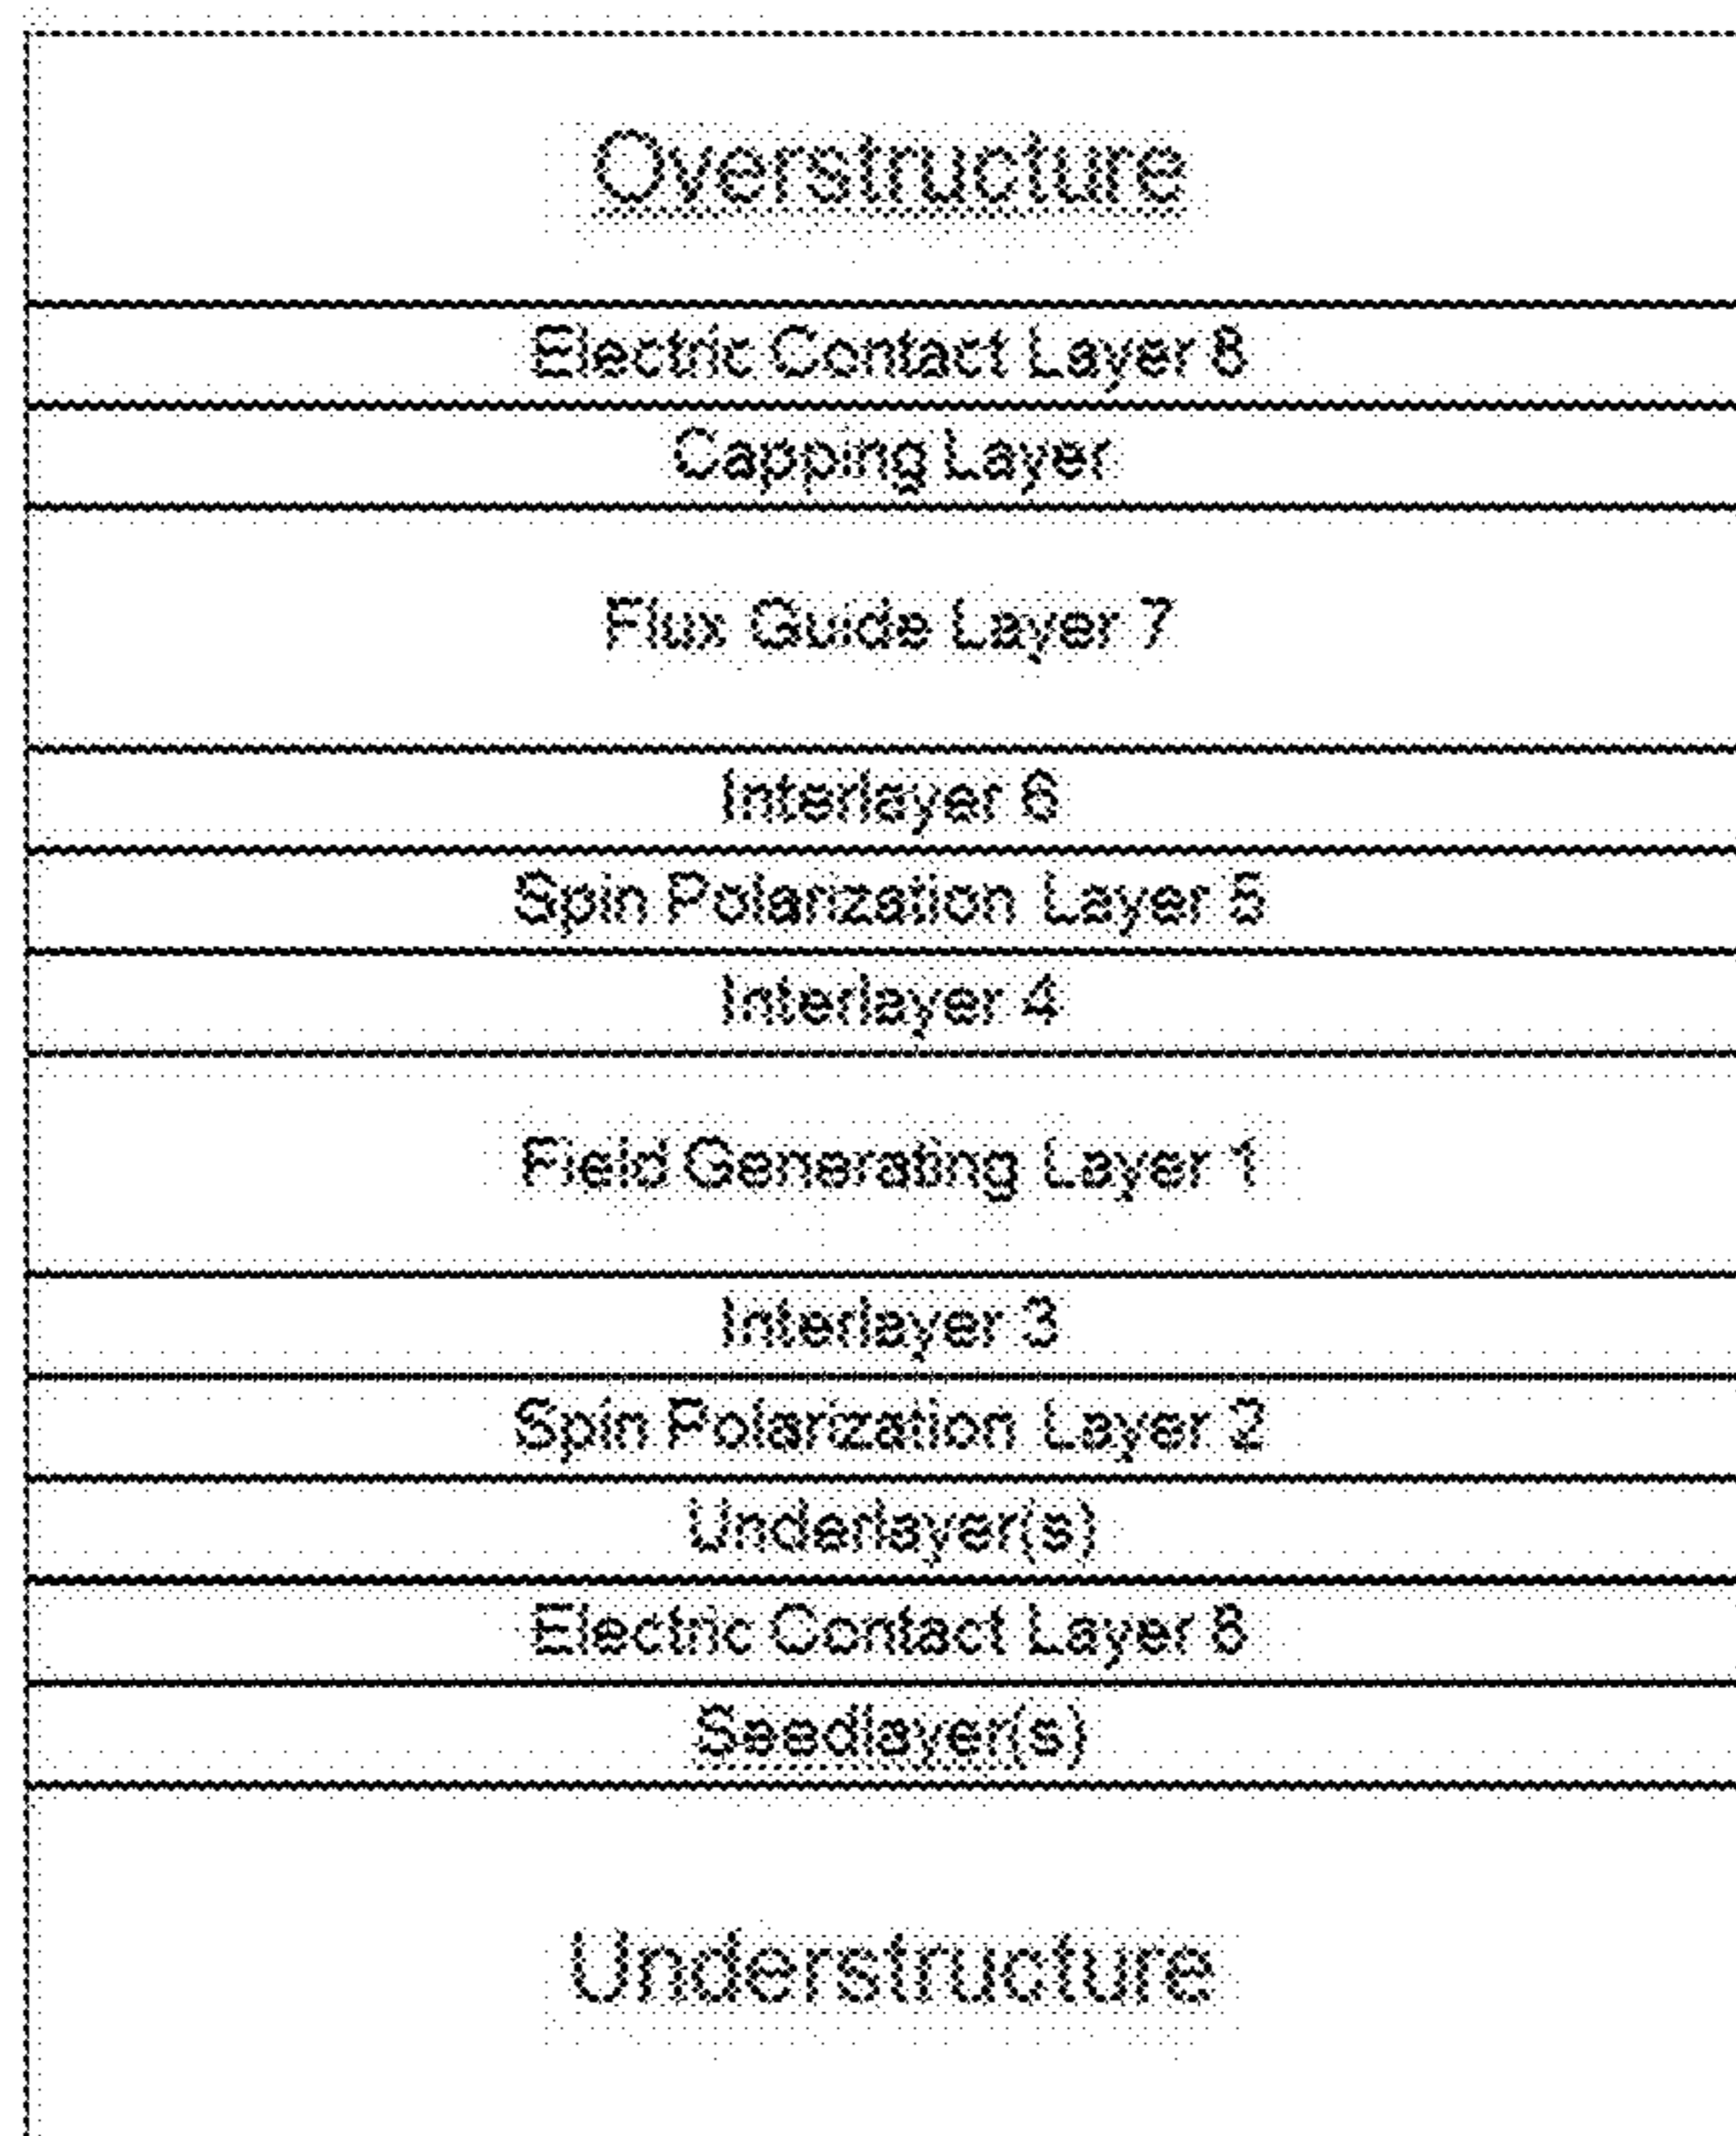 Overstructure
Electric Contact Layer 8
Capping Layer
Flux Guide Layer 7
Interlayer 6
Spin Polarization Layer 5
Interlayer 4
Field Generating Layer 1
Interlayer 3
Spin Polarization Layer 2
Underlayer(s)
Electric Contact Layer 8
Seedlayer(s)
Understructure